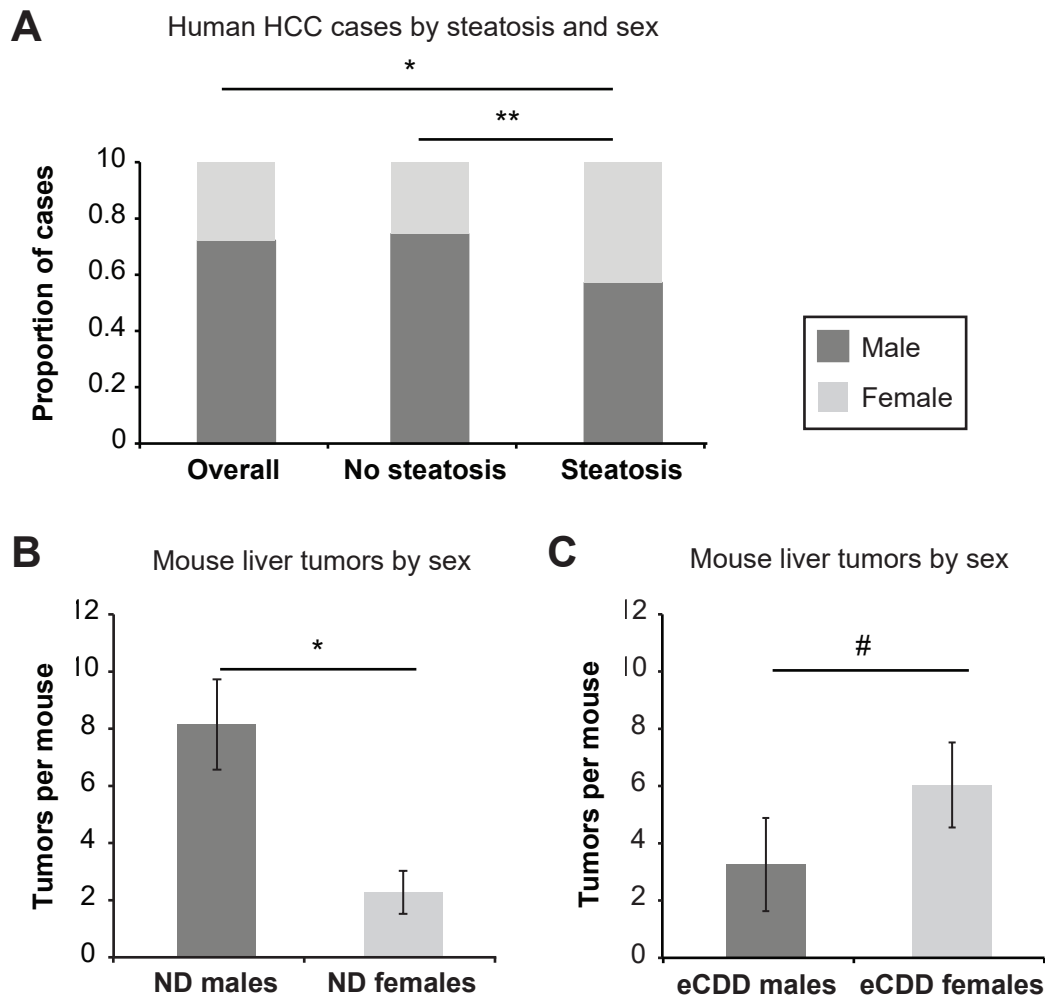 A
Human HCC cases by steatosis and sex
*
**
Proportion of cases
10
0.8
0.6
0.4
0.2
0
Overall No steatosis Steatosis
Male
Female
B
Mouse liver tumors by sex
Tumors per mouse
12
10
8
6
4
2
0
*
ND males ND females
C
Mouse liver tumors by sex
Tumors per mouse
12
10
8
6
4
2
0
#
eCDD males eCDD females